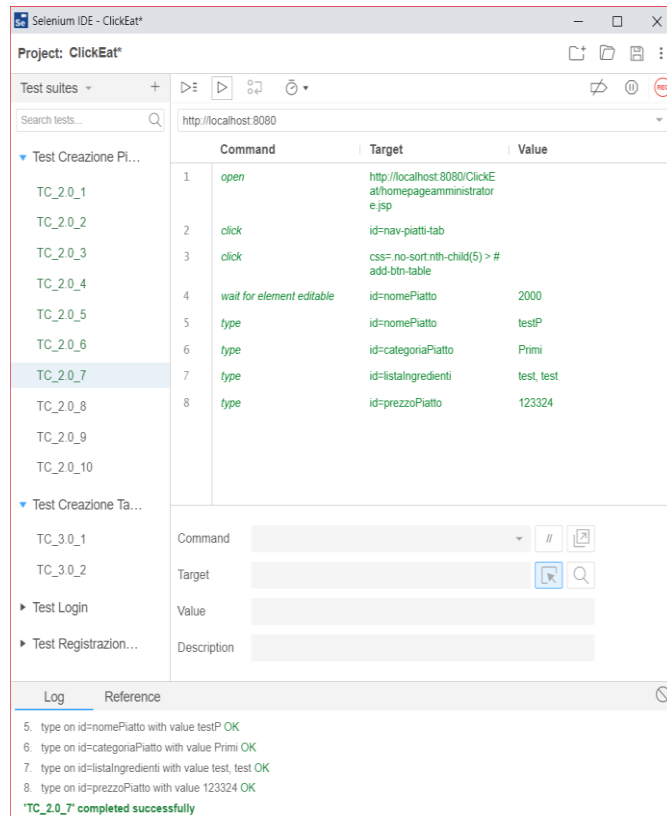 Selenium IDE - ClickEat*
Project: ClickEat*
Test suites
http://localhost:8080
Search tests...
Command Target Value
Test Creazione Pi...
TC_2.0_1
TC_2.0_2
TC_2.0_3
TC_2.0_4
TC_2.0_5
TC_2.0_6
TC_2.0_7
TC_2.0_8
TC_2.0_9
TC_2.0_10
Test Creazione Ta...
TC_3.0_1
TC_3.0_2
Test Login
Test Registrazion...
1 open http://localhost:8080/ClickE
at/homepageamministrator
e.jsp
2 click id=nav-piatti-tab
3 click css=.no-sort:nth-child(5) > #
add-btn-table
4 wait for element editable id=nomePiatto 2000
5 type id=nomePiatto testP
6 type id=categoriaPiatto Primi
7 type id=listaIngredienti test, test
8 type id=prezzoPiatto 123324
Command
//
Target
Value
Description
REC
Log Reference
5. type on id=nomePiatto with value testP OK
6. type on id=categoriaPiatto with value Primi OK
7. type on id=listaIngredienti with value test, test OK
8. type on id=prezzoPiatto with value 123324 OK
'TC_2.0_7' completed successfully